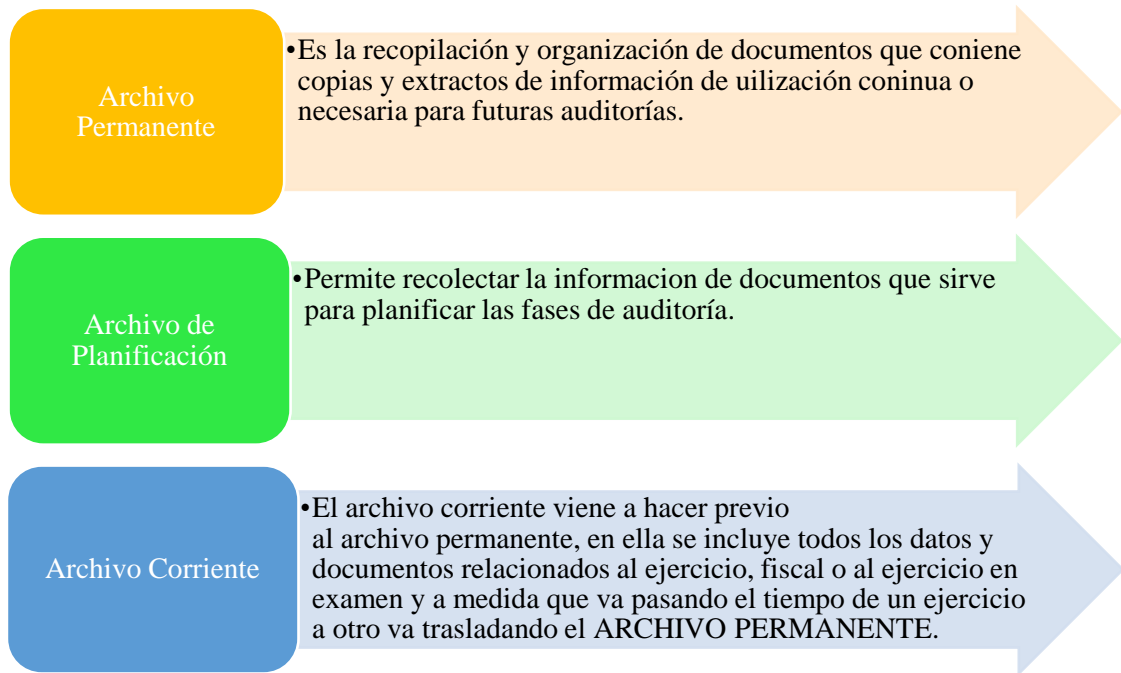 Archivo
Permanente
•Es la recopilación y organización de documentos que coniene
copias y extractos de información de uilización coninua o
necesaria para futuras auditorías.
Archivo de
Planificación
•Permite recolectar la informacion de documentos que sirve
para planificar las fases de auditoría.
Archivo Corriente
•El archivo corriente viene a hacer previo
al archivo permanente, en ella se incluye todos los datos y
documentos relacionados al ejercicio, fiscal o al ejercicio en
examen y a medida que va pasando el tiempo de un ejercicio
a otro va trasladando el ARCHIVO PERMANENTE.